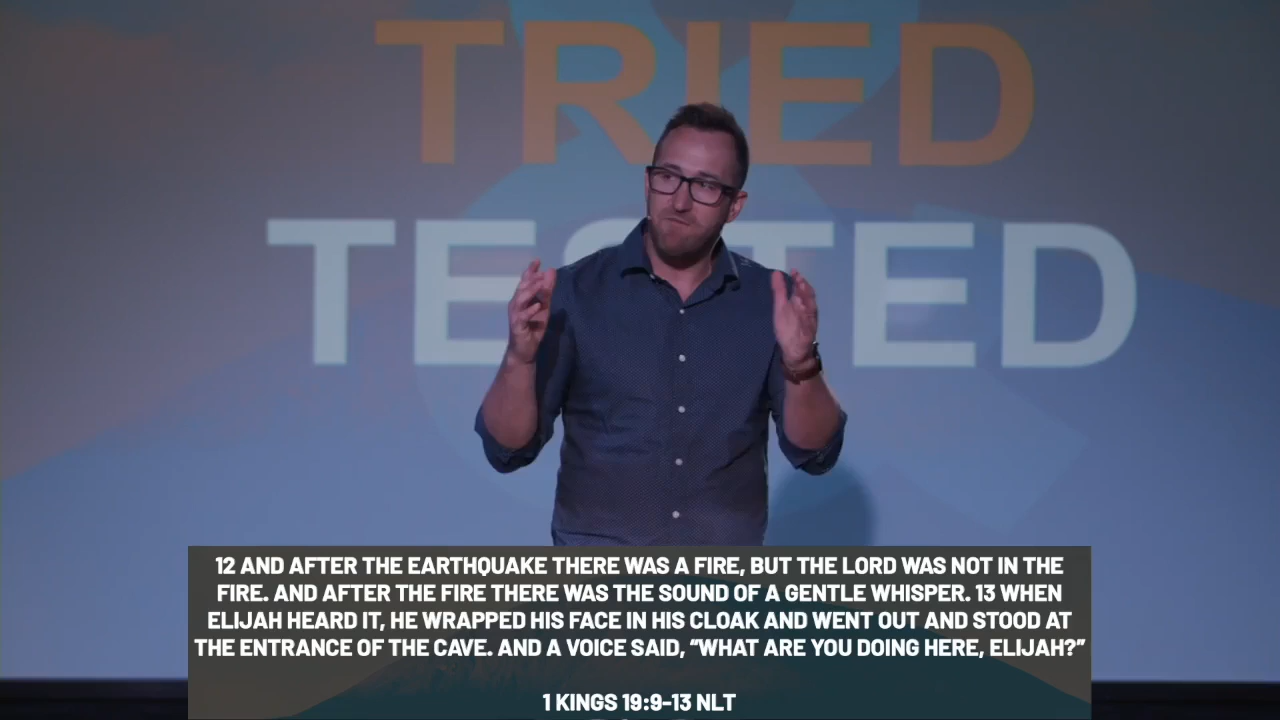 TRIED
TESTED
12 AND AFTER THE EARTHQUAKE THERE WAS A FIRE, BUT THE LORD WAS NOT IN THE
FIRE. AND AFTER THE FIRE THERE WAS THE SOUND OF A GENTLE WHISPER. 13 WHEN
ELIJAH HEARD IT, HE WRAPPED HIS FACE IN HIS CLOAK AND WENT OUT AND STOOD AT
THE ENTRANCE OF THE CAVE. AND A VOICE SAID, “WHAT ARE YOU DOING HERE, ELIJAH?”
1 KINGS 19:9-13 NLT